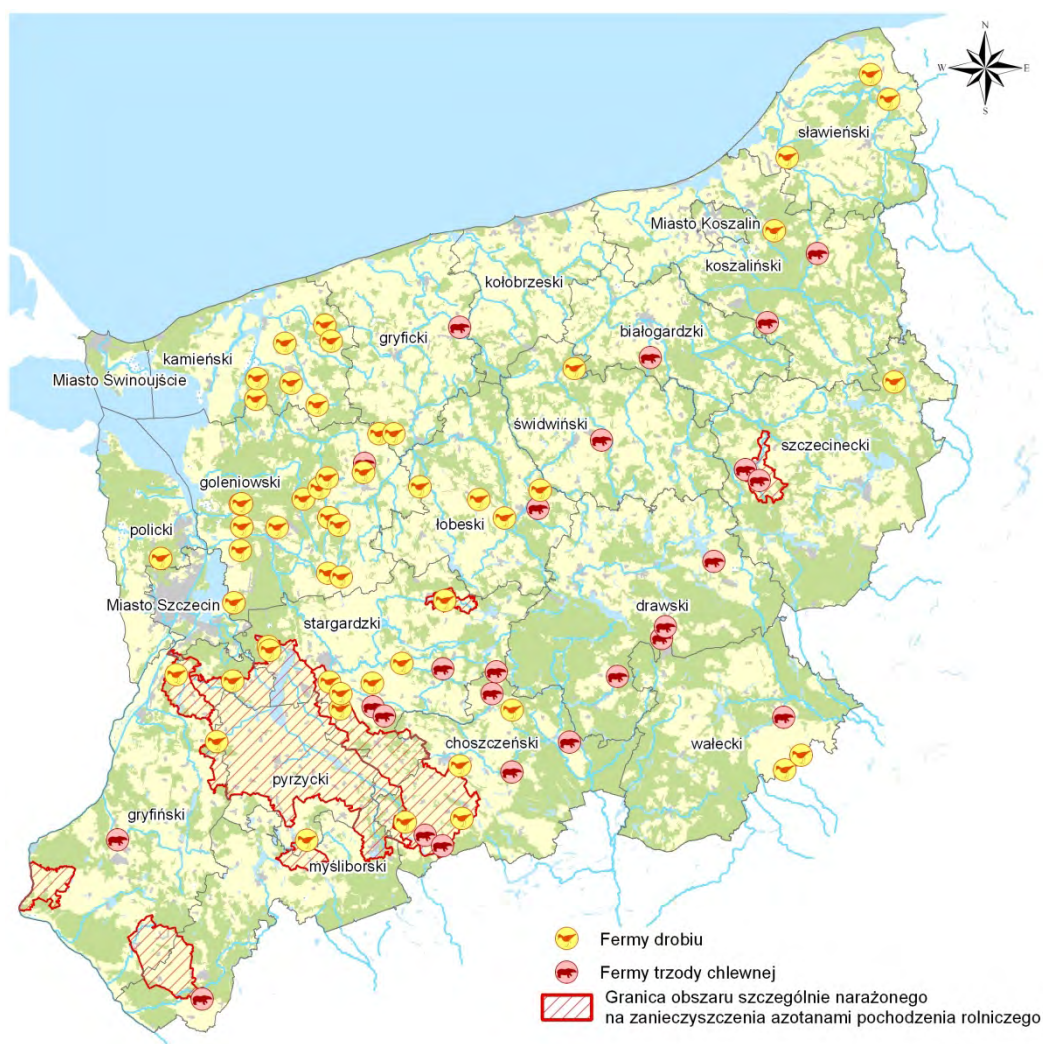 N
W E
S
sławieński
Miasto Koszalin
koszaliński
kołobrzeski
białogardzki
gryficki
kamieński
Miasto Świnoujście
świdwiński
szczecinecki
goleniowski
łobeski
policki
Miasto Szczecin
drawski
stargardzki
choszczeński
wałecki
pyrzycki
gryfiński
myśliborski
Fermy drobiu
Fermy trzody chlewnej
Granica obszaru szczególnie narażonego
na zanieczyszczenia azotanami pochodzenia rolniczego